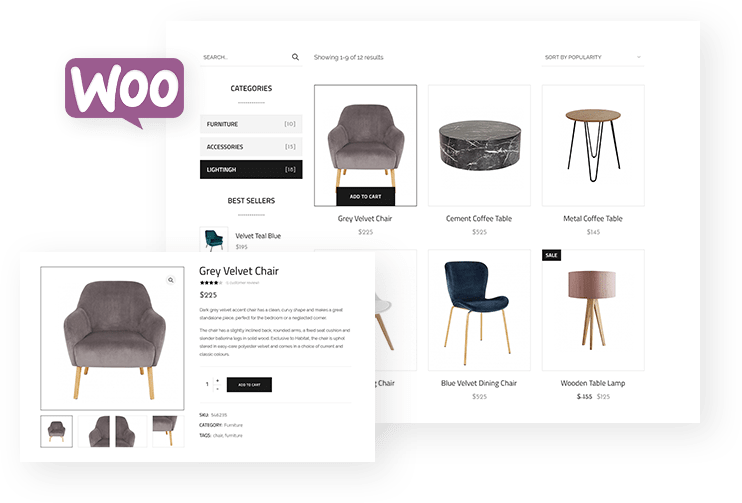 WOO
SEARCH..
Showing 1-9 of 12 results
SORT BY POPULARITY
CATEGORIES
FURNITURE [10]
ACCESSORIES [15]
LIGHTINGH [18]
BEST SELLERS
Velvet Teal Blue
$195
ADD TO CART
Grey Velvet Chair
$225
Cement Coffee Table
$525
Metal Coffee Table
$145
ng Chair
Blue Velvet Dining Chair
$225
SALE
Wooden Table Lamp
$ 155 $125
Grey Velvet Chair
customer review
$225
Dark grey velvet accent chair has a clean, curvy shape and makes a great
standalone piece, perfect for the bedroom or a neglected corner.
The chair has a slightly inclined back, rounded arms, a fixed seat cushion and
slender ballerina legs in solid wood. Exclusive to Habitat, the chair is uphol
stered in easy-care polyester velvet and comes in a choice of current and
classic colours.
1
ADD TO CART
SKU:
CATEGORY: Furniture
TAGS: chair, furniture